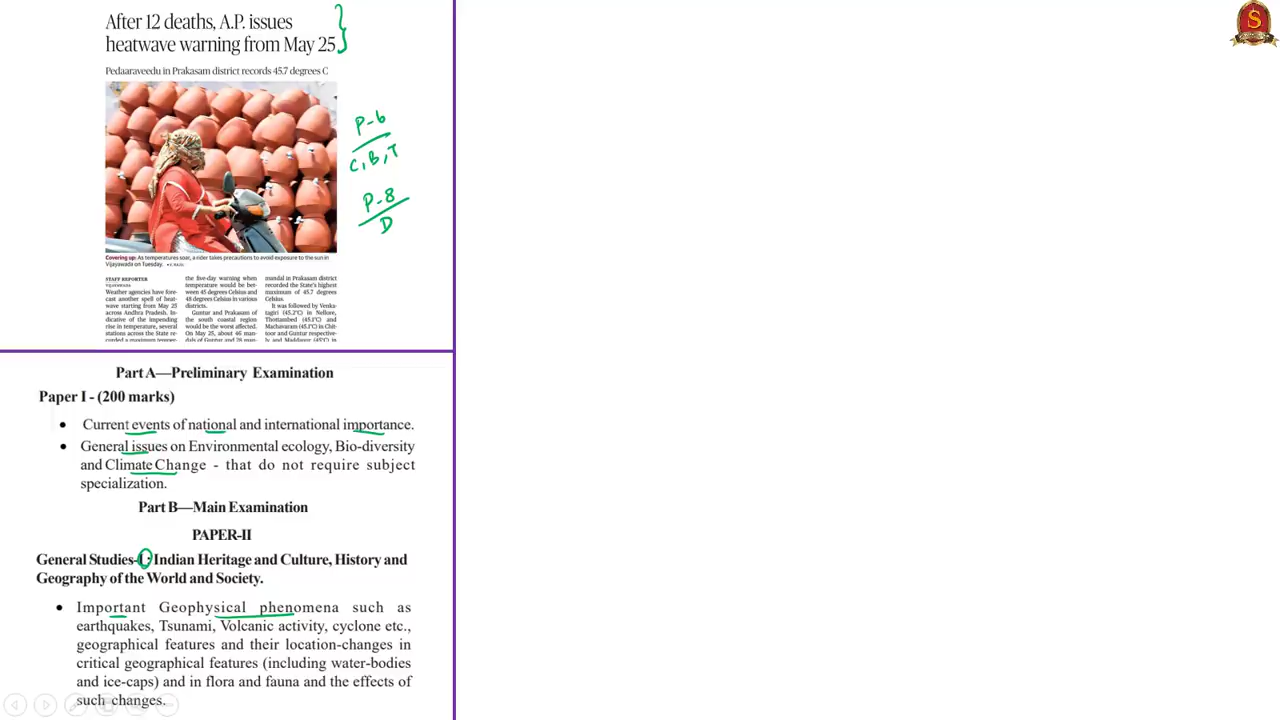 After 12 deaths, A.P. issues
heatwave warning from May 25
Pedaaraveedu in Prakasam district records 45.7 degrees C
P-6
C, B, T
P-8
D
Covering up: As temperatures soar, a rider takes precautions to avoid exposure to the sun in
Vijayawada on Tuesday.
STAFF REPORTER
VIJAYAWADA
Weather agencies have fore-
cast another spell of heat-
wave starting from May 25
across Andhra Pradesh. In-
dicative of the impending
rise in temperature, several
stations across the State re-
corded a maximum temper-
the five-day warning when
temperature would be bet-
ween 45 degrees Celsius and
48 degrees Celsius in various
districts.
Guntur and Prakasam of
the south coastal region
would be the worst affected.
On May 25, about 46 man-
dals of Guntur and 28 man-
mandal in Prakasam district
recorded the State's highest
maximum of 45.7 degrees
Celsius.
It was followed by Venka-
tagiri (45.2°C) in Nellore,
Thottambed (45.1°C) and
Machavaram (45.1°C) in Chit-
toor and Guntur respective-
ly and Maddapur (45°C) in
Part A—Preliminary Examination
Paper I - (200 marks)
• Current events of national and international importance.
• General issues on Environmental ecology, Bio-diversity
and Climate Change - that do not require subject
specialization.
Part B—Main Examination
PAPER-II
General Studies-I: Indian Heritage and Culture, History and
Geography of the World and Society.
• Important Geophysical phenomena such as
earthquakes, Tsunami, Volcanic activity, cyclone etc.,
geographical features and their location-changes in
critical geographical features (including water-bodies
and ice-caps) and in flora and fauna and the effects of
such changes.
S